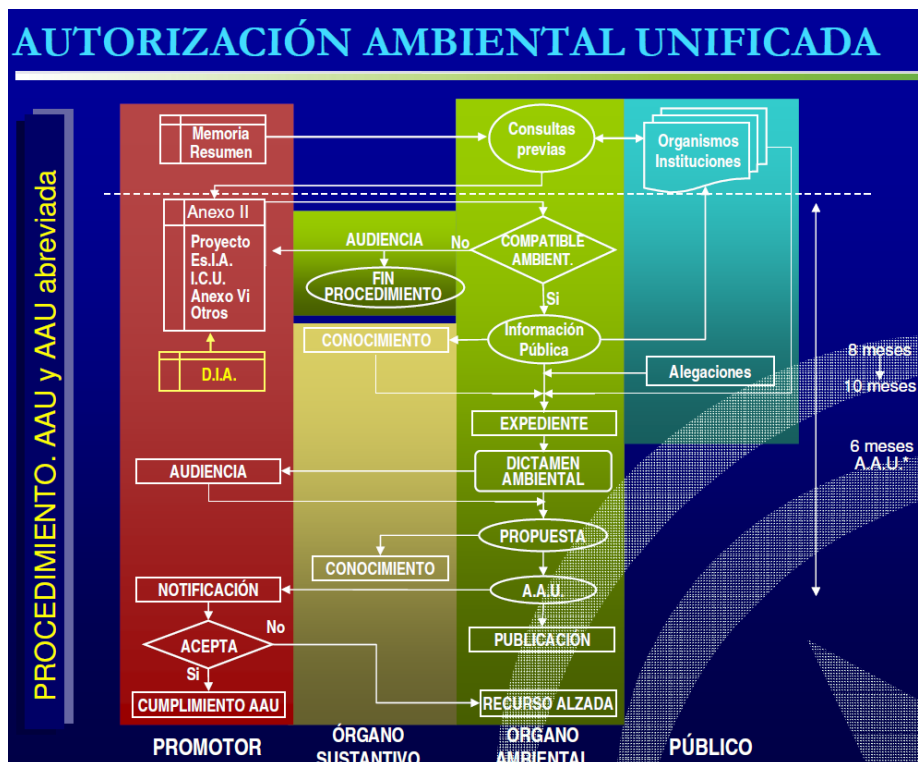 AUTORIZACIÓN AMBIENTAL UNIFICADA
PROCEDIMIENTO. AAU y AAU abreviada
Memoria
Resumen
Consultas
previas
Organismos
Instituciones
Anexo II
Proyecto
Es.I.A.
I.C.U.
Anexo Vi
Otros
AUDIENCIA
No
COMPATIBLE
AMBIENT.
FIN
PROCEDIMIENTO
Si
CONOCIMIENTO
Información
Pública
D.I.A.
Alegaciones
8 meses
10 meses
EXPEDIENTE
6 meses
A.A.U.*
AUDIENCIA
DICTAMEN
AMBIENTAL
PROPUESTA
CONOCIMIENTO
NOTIFICACIÓN
A.A.U.
No
ACEPTA
PUBLICACIÓN
Si
CUMPLIMIENTO AAU
RECURSO ALZADA
PROMOTOR
ÓRGANO
SUSTANTIVO
ÓRGANO
AMBIENTAL
PÚBLICO